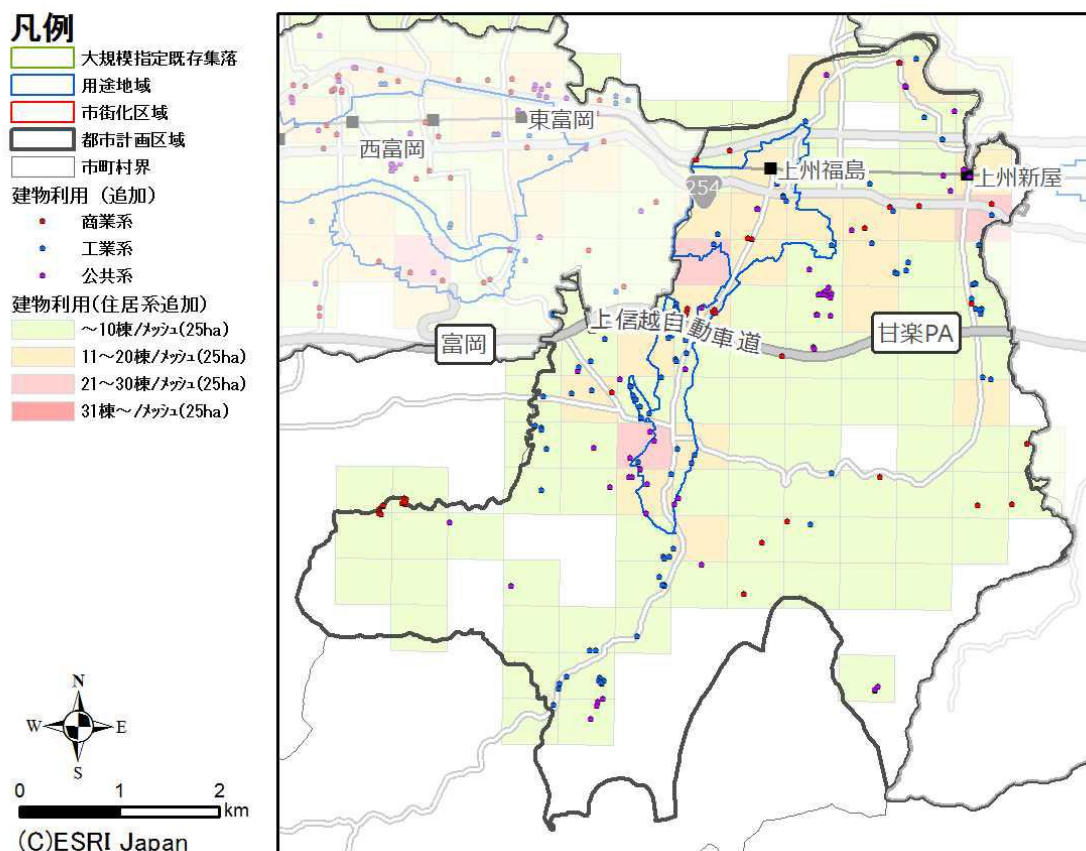 凡例
大規模指定既存集落
用途地域
市街化区域
都市計画区域
市町村界
建物利用（追加）
商業系
工業系
公共系
建物利用(住居系追加)
～10棟/メッシュ(25ha)
11～20棟/メッシュ(25ha)
21～30棟/メッシュ(25ha)
31棟～/メッシュ(25ha)
N
W
E
S
0 1 2
km
(C)ESRI Japan
東富岡
西富岡
上州福島
上州新屋
254
上信越自動車道
富岡
甘楽PA